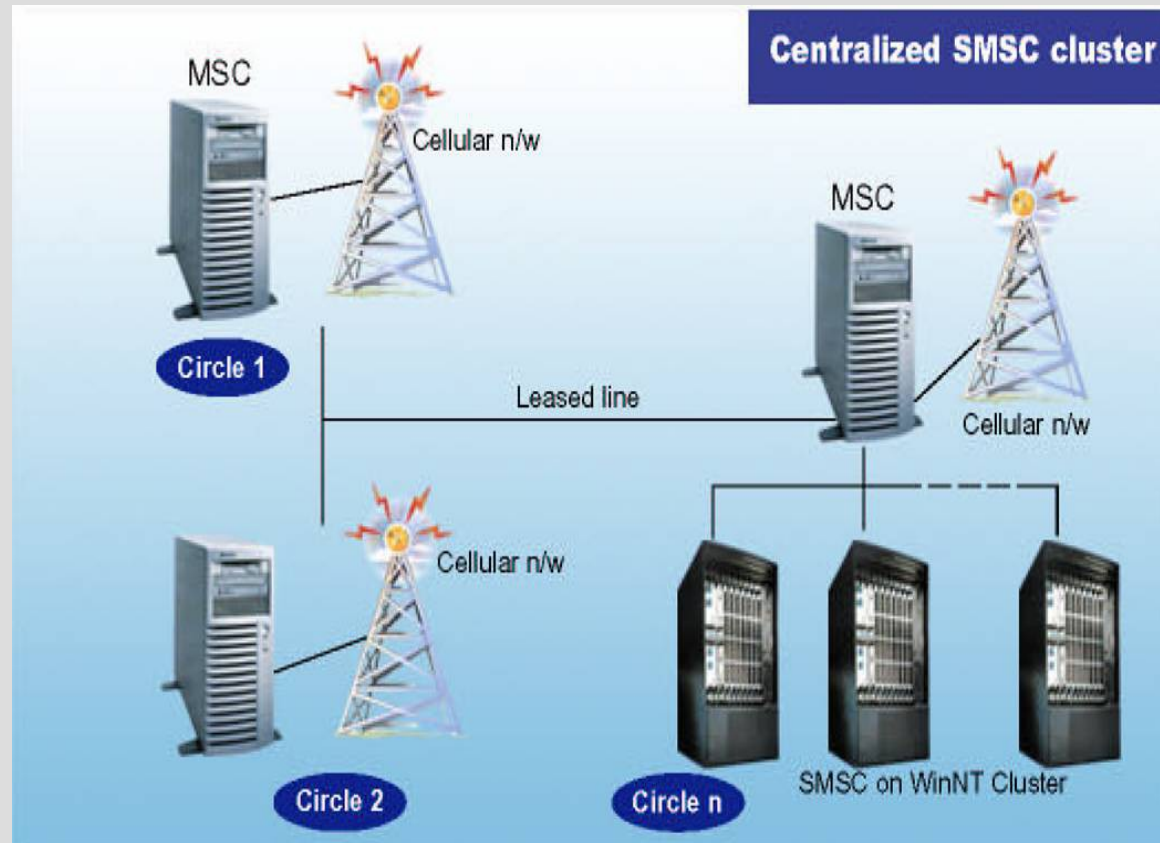 Centralized SMSC cluster
MSC
Cellular n/w
MSC
Circle 1
Leased line
Cellular n/w
Cellular n/w
SMSC on WinNT Cluster
Circle 2
Circle n